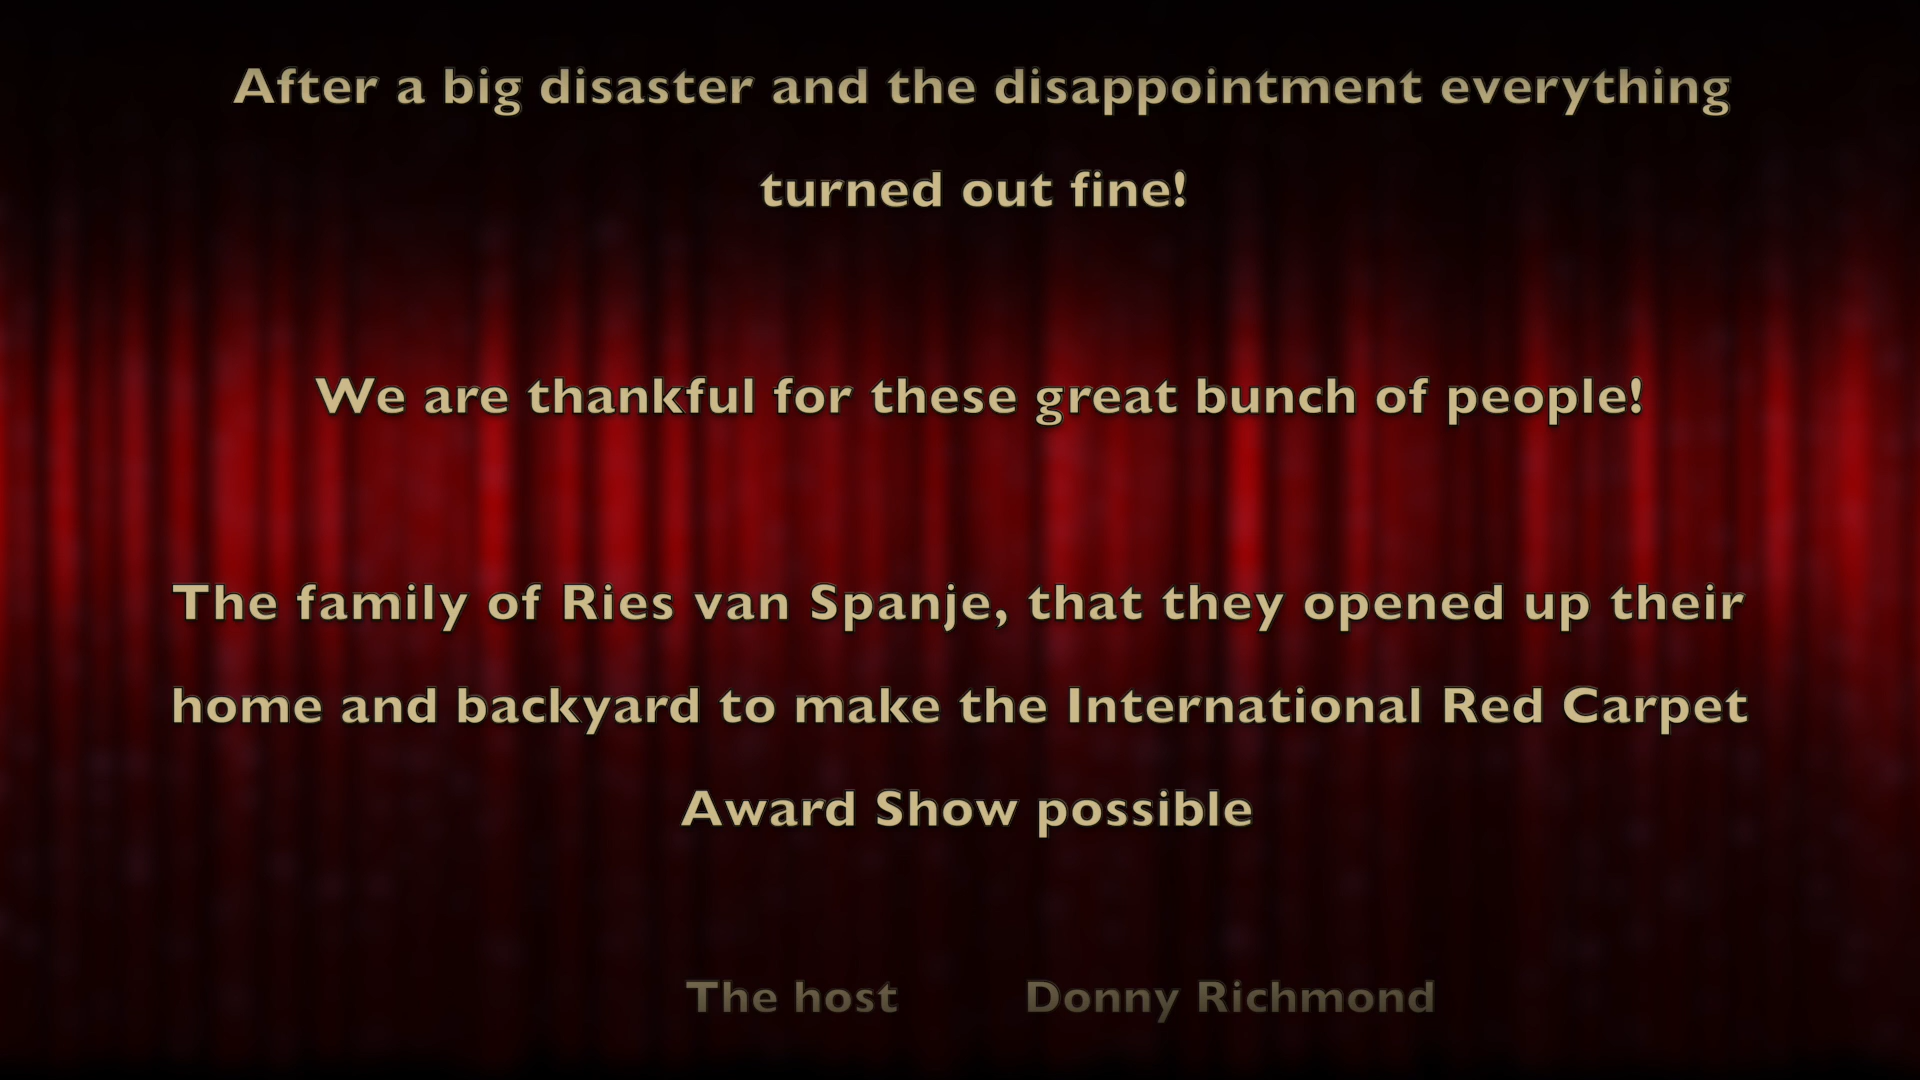 After a big disaster and the disappointment everything
turned out fine!
We are thankful for these great bunch of people!
The family of Ries van Spanje, that they opened up their
home and backyard to make the International Red Carpet
Award Show possible
The host Donny Richmond